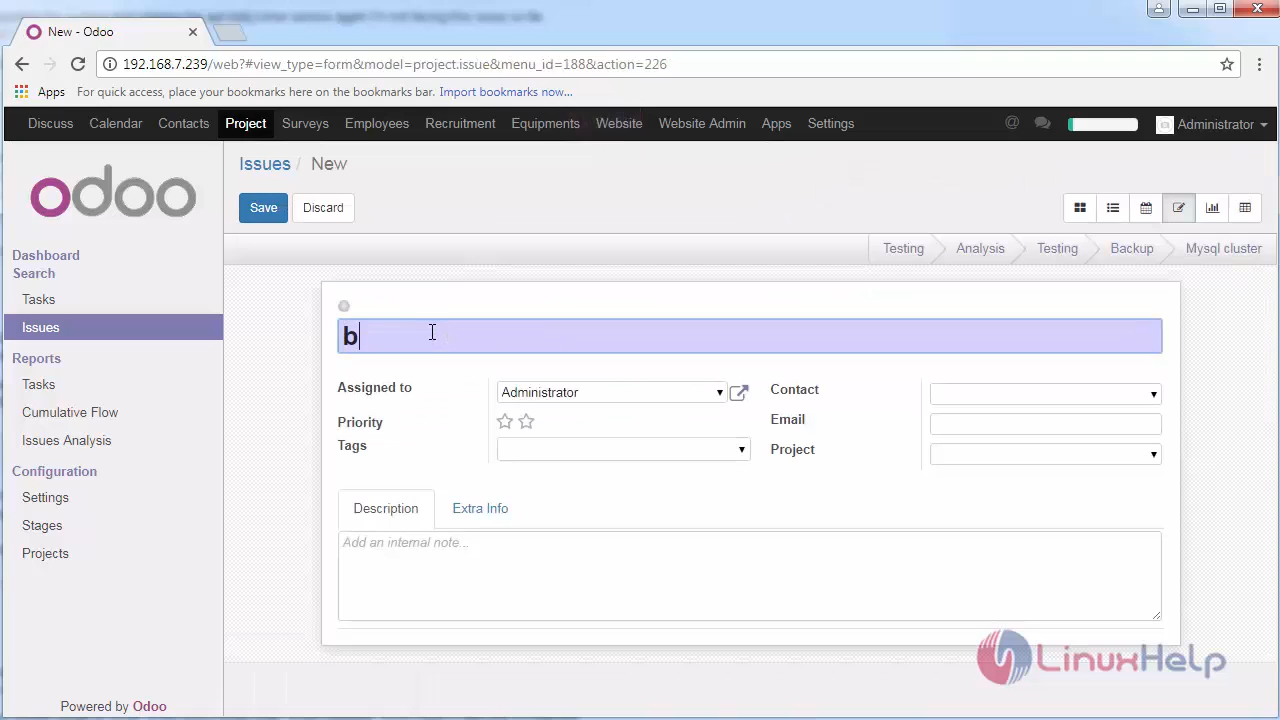 New - Odoo
192.168.7.239/web?#view_type=form&model=project.issue&menu_id=188&action=226
Apps For quick access, place your bookmarks here on the bookmarks bar. Import bookmarks now...
Discuss Calendar Contacts Project Surveys Employees Recruitment Equipments Website Website Admin Apps Settings @ Administrator
odoo
Issues / New
Save Discard
Testing Analysis Testing Backup Mysql cluster
Dashboard
Search
Tasks
Issues
Reports
Tasks
Cumulative Flow
Issues Analysis
Configuration
Settings
Stages
Projects
Powered by Odoo
b
Assigned to Administrator
Priority
Tags
Contact
Email
Project
Description Extra Info
Add an internal note...
LinuxHelp